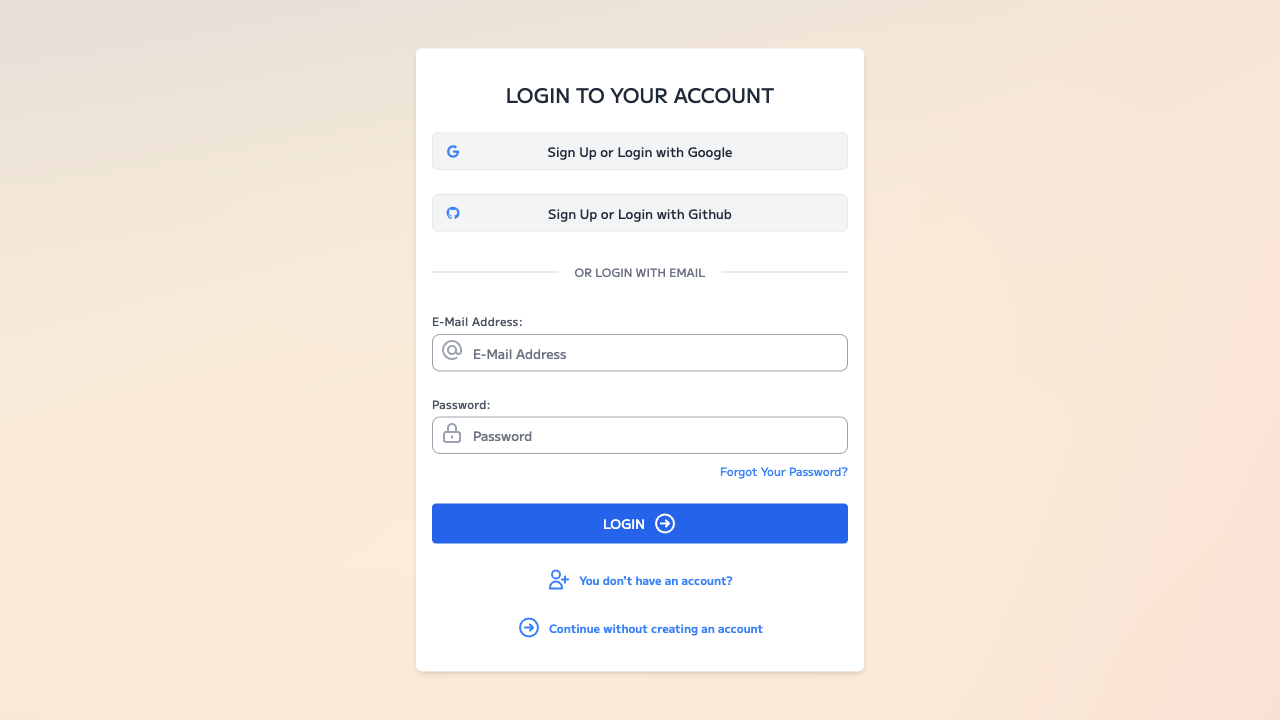 LOGIN TO YOUR ACCOUNT
Sign Up or Login with Google
Sign Up or Login with Github
OR LOGIN WITH EMAIL
E-Mail Address:
E-Mail Address
Password:
Password
Forgot Your Password?
LOGIN
You don't have an account?
Continue without creating an account